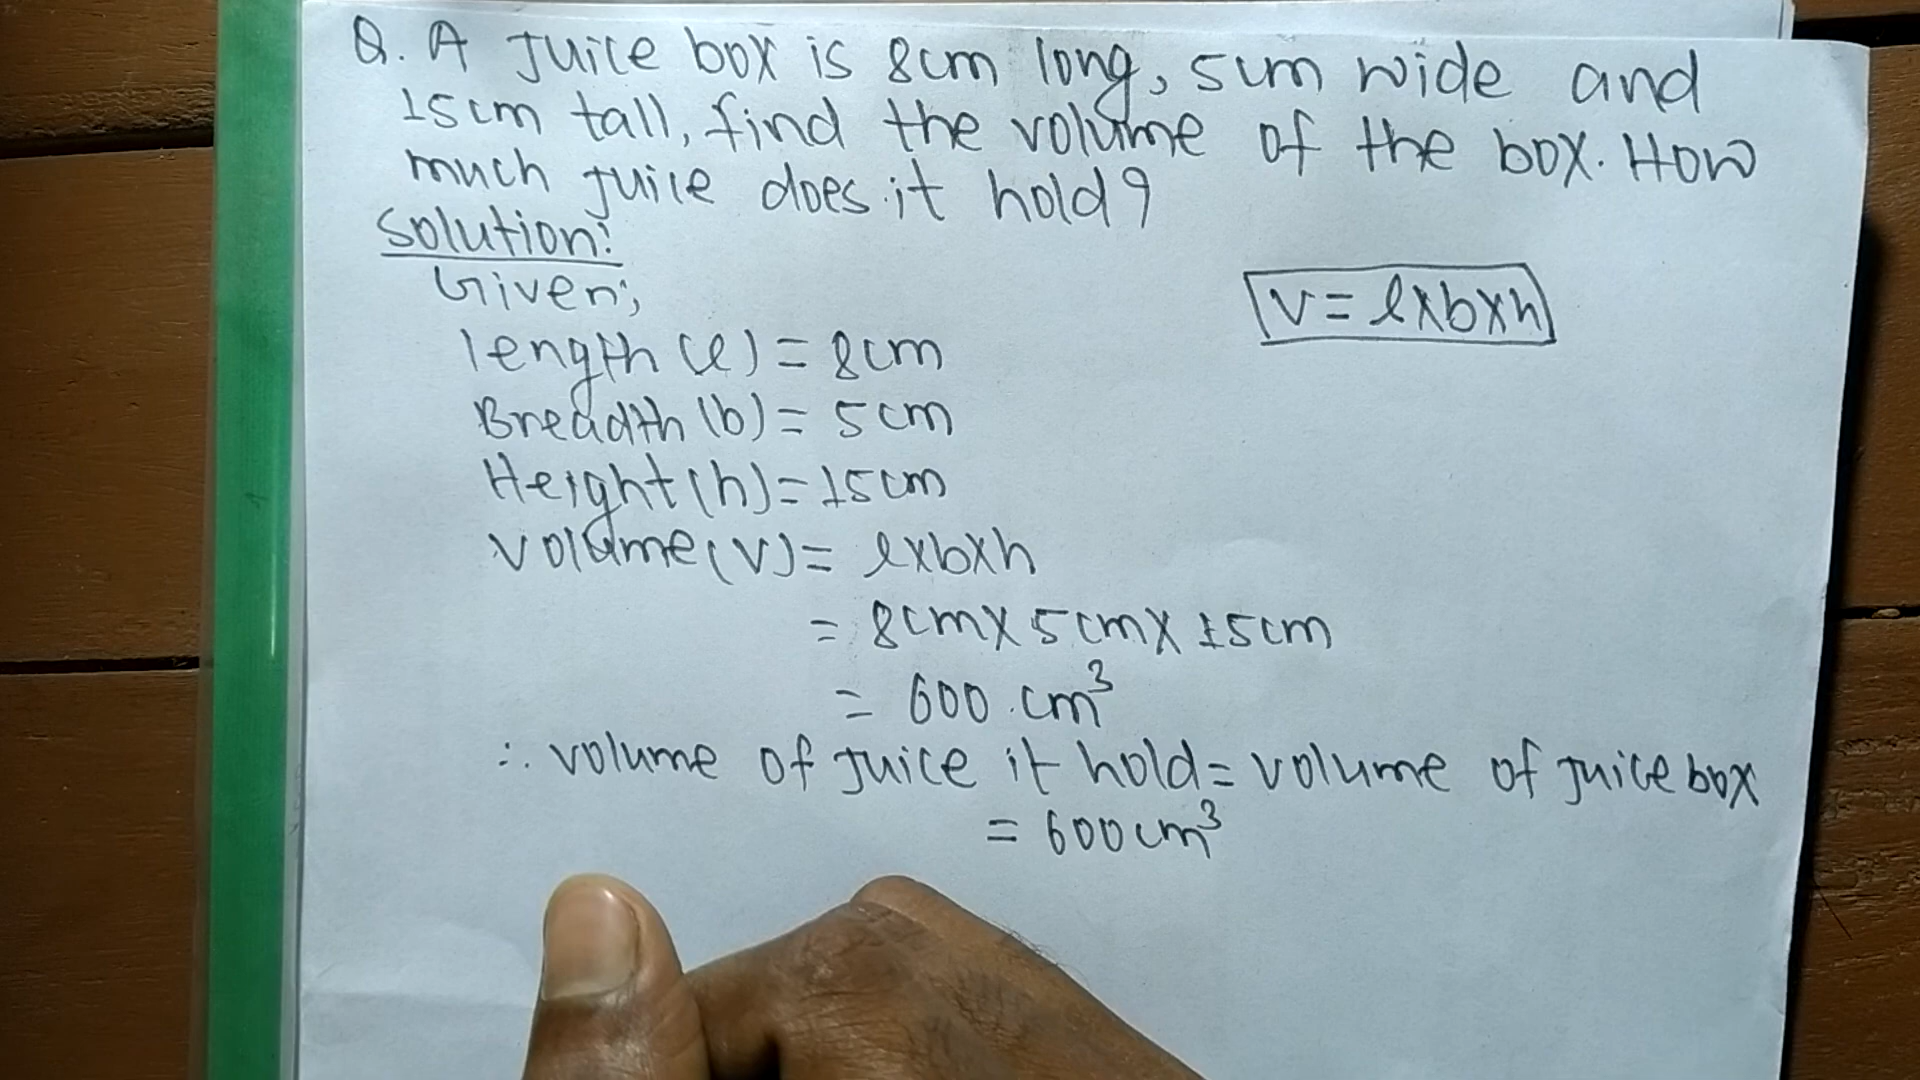 Q. A Juice box is 8cm long, 5cm wide and
15cm tall, find the volume of the box. How
much juice does it hold?
Solution:
Given;
length (l) = 8cm
V = l×b×h
Breadth (b) = 5cm
Height (h) = 15cm
Volume (V) = l×b×h
= 8cm × 5cm × 15cm
= 600 cm³
∴ volume of juice it hold = volume of juice box
= 600cm³